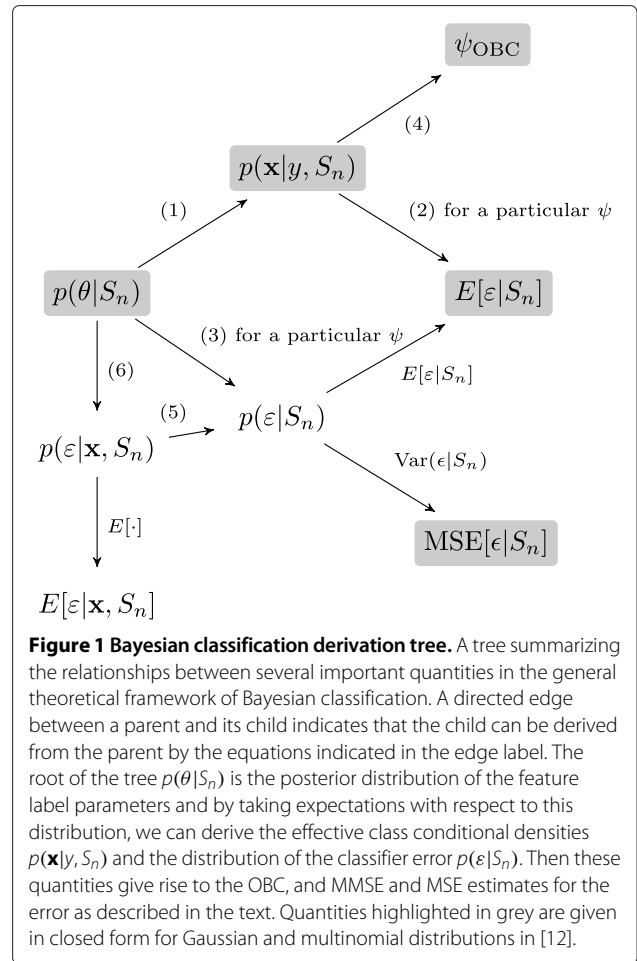 ψ_OBC
(4)
p(x|y, S_n)
(1)
(2) for a particular ψ
p(θ|S_n)
E[ε|S_n]
(3) for a particular ψ
(6)
E[ε|S_n]
(5)
p(ε|S_n)
p(ε|x, S_n)
Var(ϵ|S_n)
E[·]
MSE[ϵ|S_n]
E[ε|x, S_n]
Figure 1 Bayesian classification derivation tree. A tree summarizing
the relationships between several important quantities in the general
theoretical framework of Bayesian classification. A directed edge
between a parent and its child indicates that the child can be derived
from the parent by the equations indicated in the edge label. The
root of the tree p(θ|S_n) is the posterior distribution of the feature
label parameters and by taking expectations with respect to this
distribution, we can derive the effective class conditional densities
p(x|y, S_n) and the distribution of the classifier error p(ε|S_n). Then these
quantities give rise to the OBC, and MMSE and MSE estimates for the
error as described in the text. Quantities highlighted in grey are given
in closed form for Gaussian and multinomial distributions in [12].